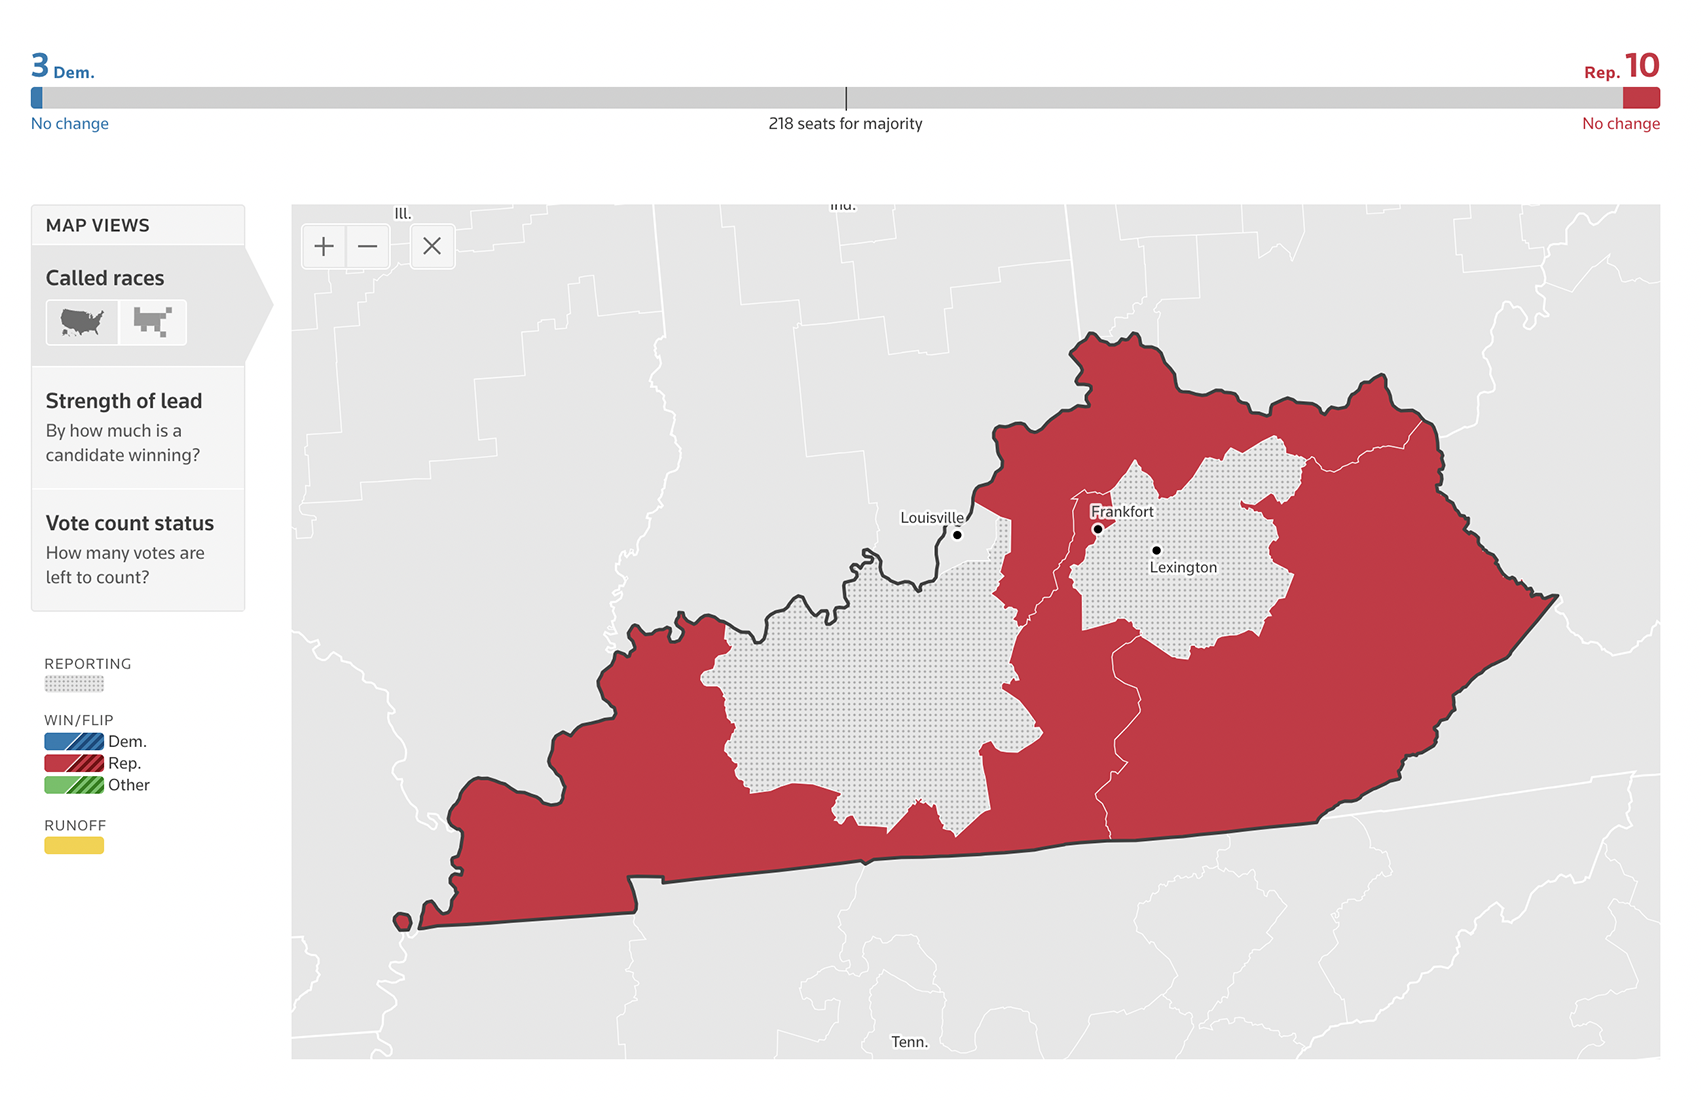 3 Dem.
Rep. 10
No change
218 seats for majority
No change
MAP VIEWS
Called races
Strength of lead
By how much is a
candidate winning?
Vote count status
How many votes are
left to count?
REPORTING
WIN/FLIP
Dem.
Rep.
Other
RUNOFF
Ill.
Ind.
+ −
Louisville
Frankfort
Lexington
Tenn.